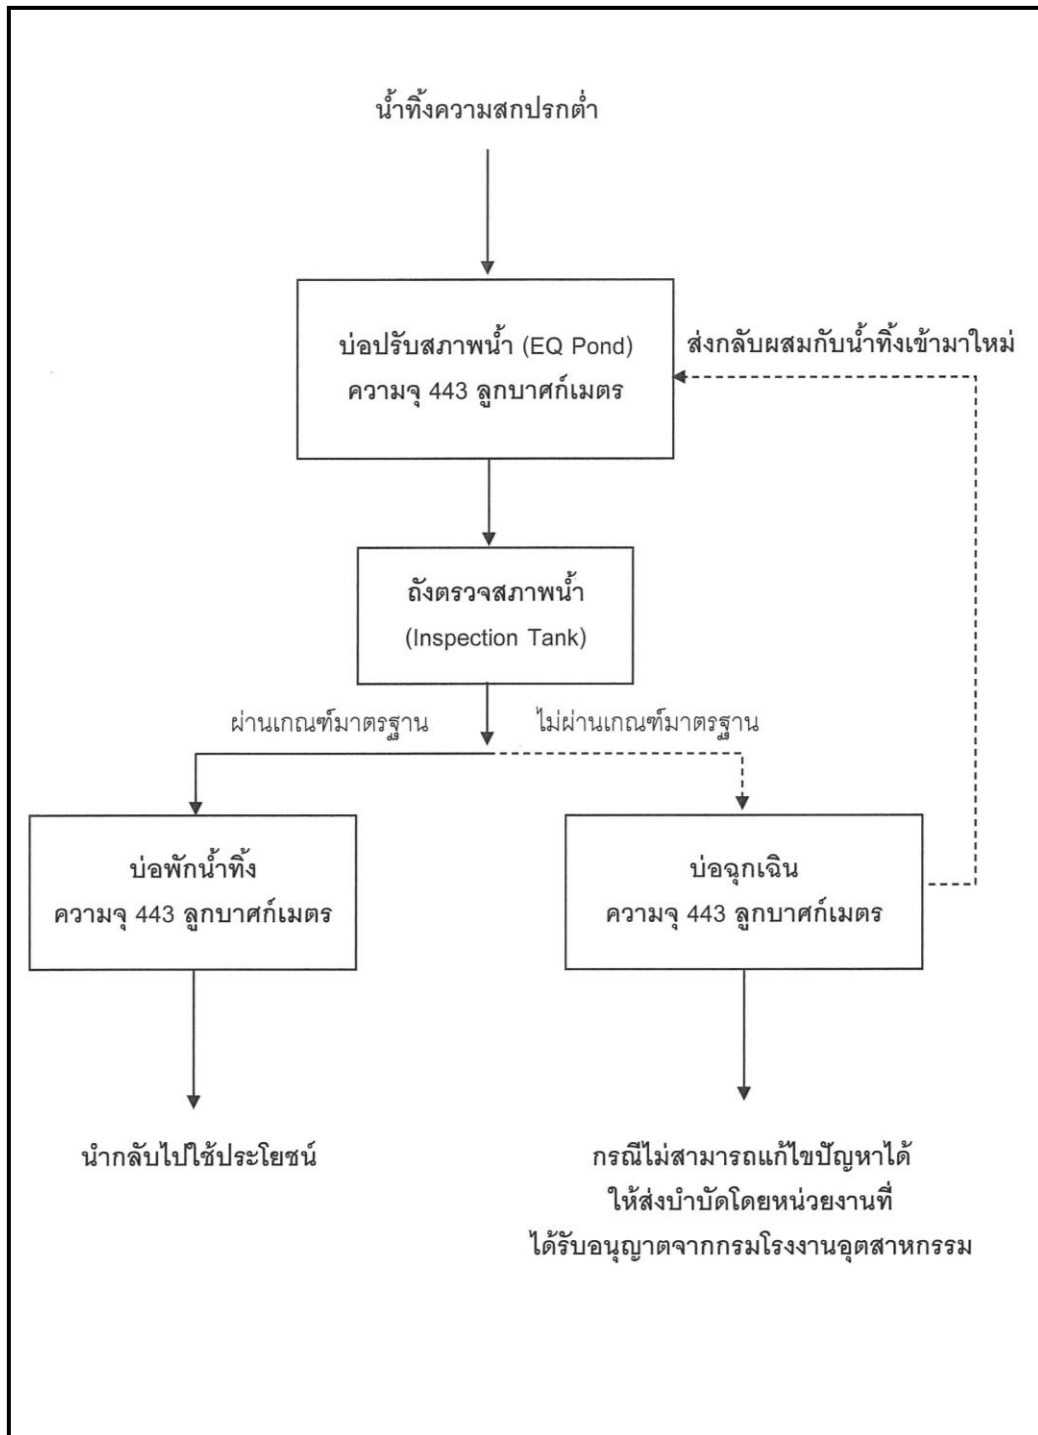 น้ำทิ้งความสกปรกต่ำ
บ่อปรับสภาพน้ำ (EQ Pond)
ความจุ 443 ลูกบาศก์เมตร
ส่งกลับผสมกับน้ำทิ้งเข้ามาใหม่
ถังตรวจสภาพน้ำ
(Inspection Tank)
ผ่านเกณฑ์มาตรฐาน
ไม่ผ่านเกณฑ์มาตรฐาน
บ่อพักน้ำทิ้ง
ความจุ 443 ลูกบาศก์เมตร
บ่อฉุกเฉิน
ความจุ 443 ลูกบาศก์เมตร
นำกลับไปใช้ประโยชน์
กรณีไม่สามารถแก้ไขปัญหาได้
ให้ส่งบำบัดโดยหน่วยงานที่
ได้รับอนุญาตจากกรมโรงงานอุตสาหกรรม